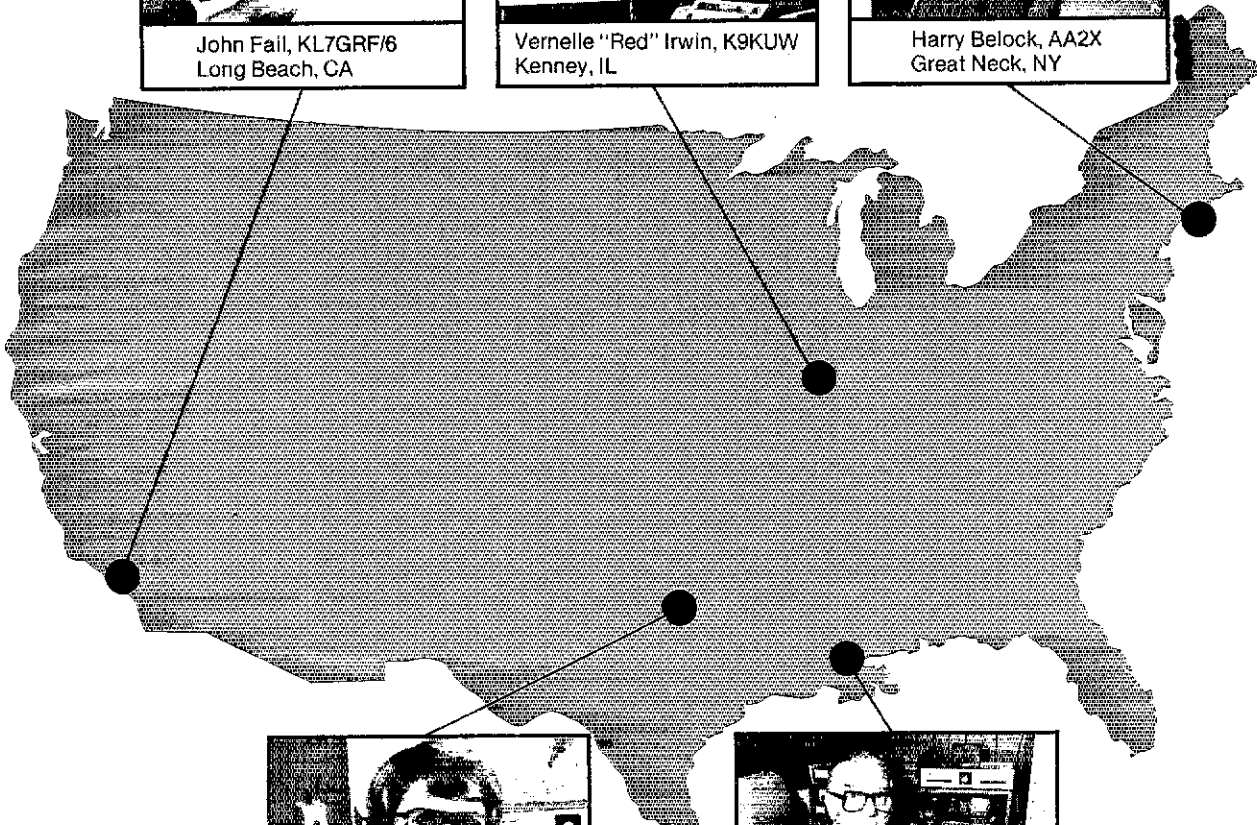 John Fail, KL7GRF/6
Long Beach, CA
Vernelle "Red" Irwin, K9KUW
Kenney, IL
Harry Belock, AA2X
Great Neck, NY